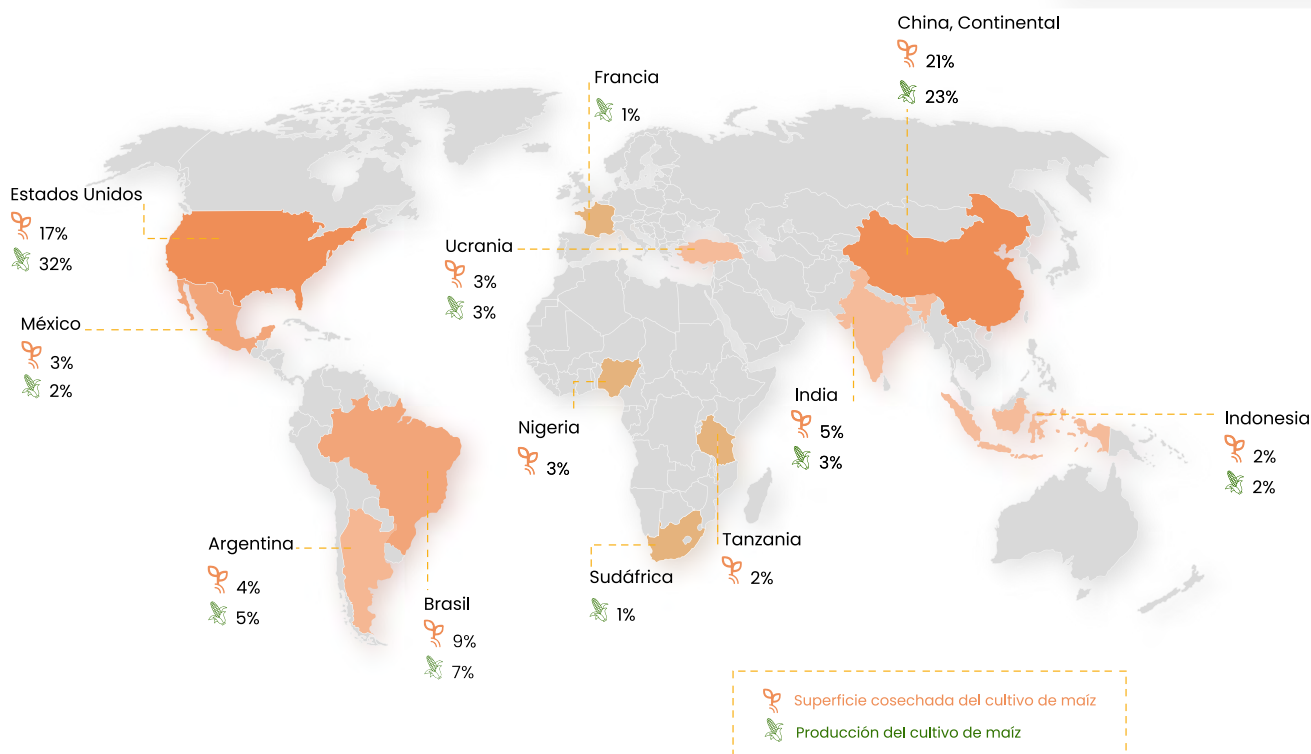 China, Continental
21%
23%
Francia
1%
Estados Unidos
17%
32%
Ucrania
3%
3%
México
3%
2%
India
5%
3%
Indonesia
2%
2%
Nigeria
3%
Tanzania
2%
Sudáfrica
1%
Argentina
4%
5%
Brasil
9%
7%
Superficie cosechada del cultivo de maíz
Producción del cultivo de maíz